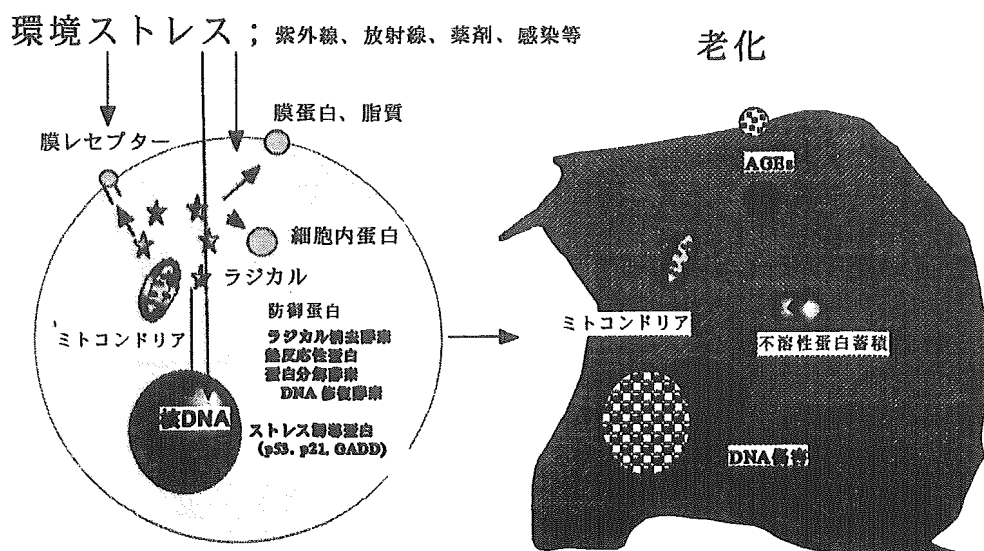 環境ストレス；紫外線、放射線、薬剤、感染等
老化
膜蛋白、脂質
膜レセプター
AGEs
細胞内蛋白
ラジカル
防御蛋白
ミトコンドリア
ラジカル消去酵素
熱反応性蛋白
蛋白分解酵素
DNA 修復酵素
ミトコンドリア
不溶性蛋白蓄積
核DNA
ストレス誘導蛋白
(p53, p21, GADD)
DNA傷害